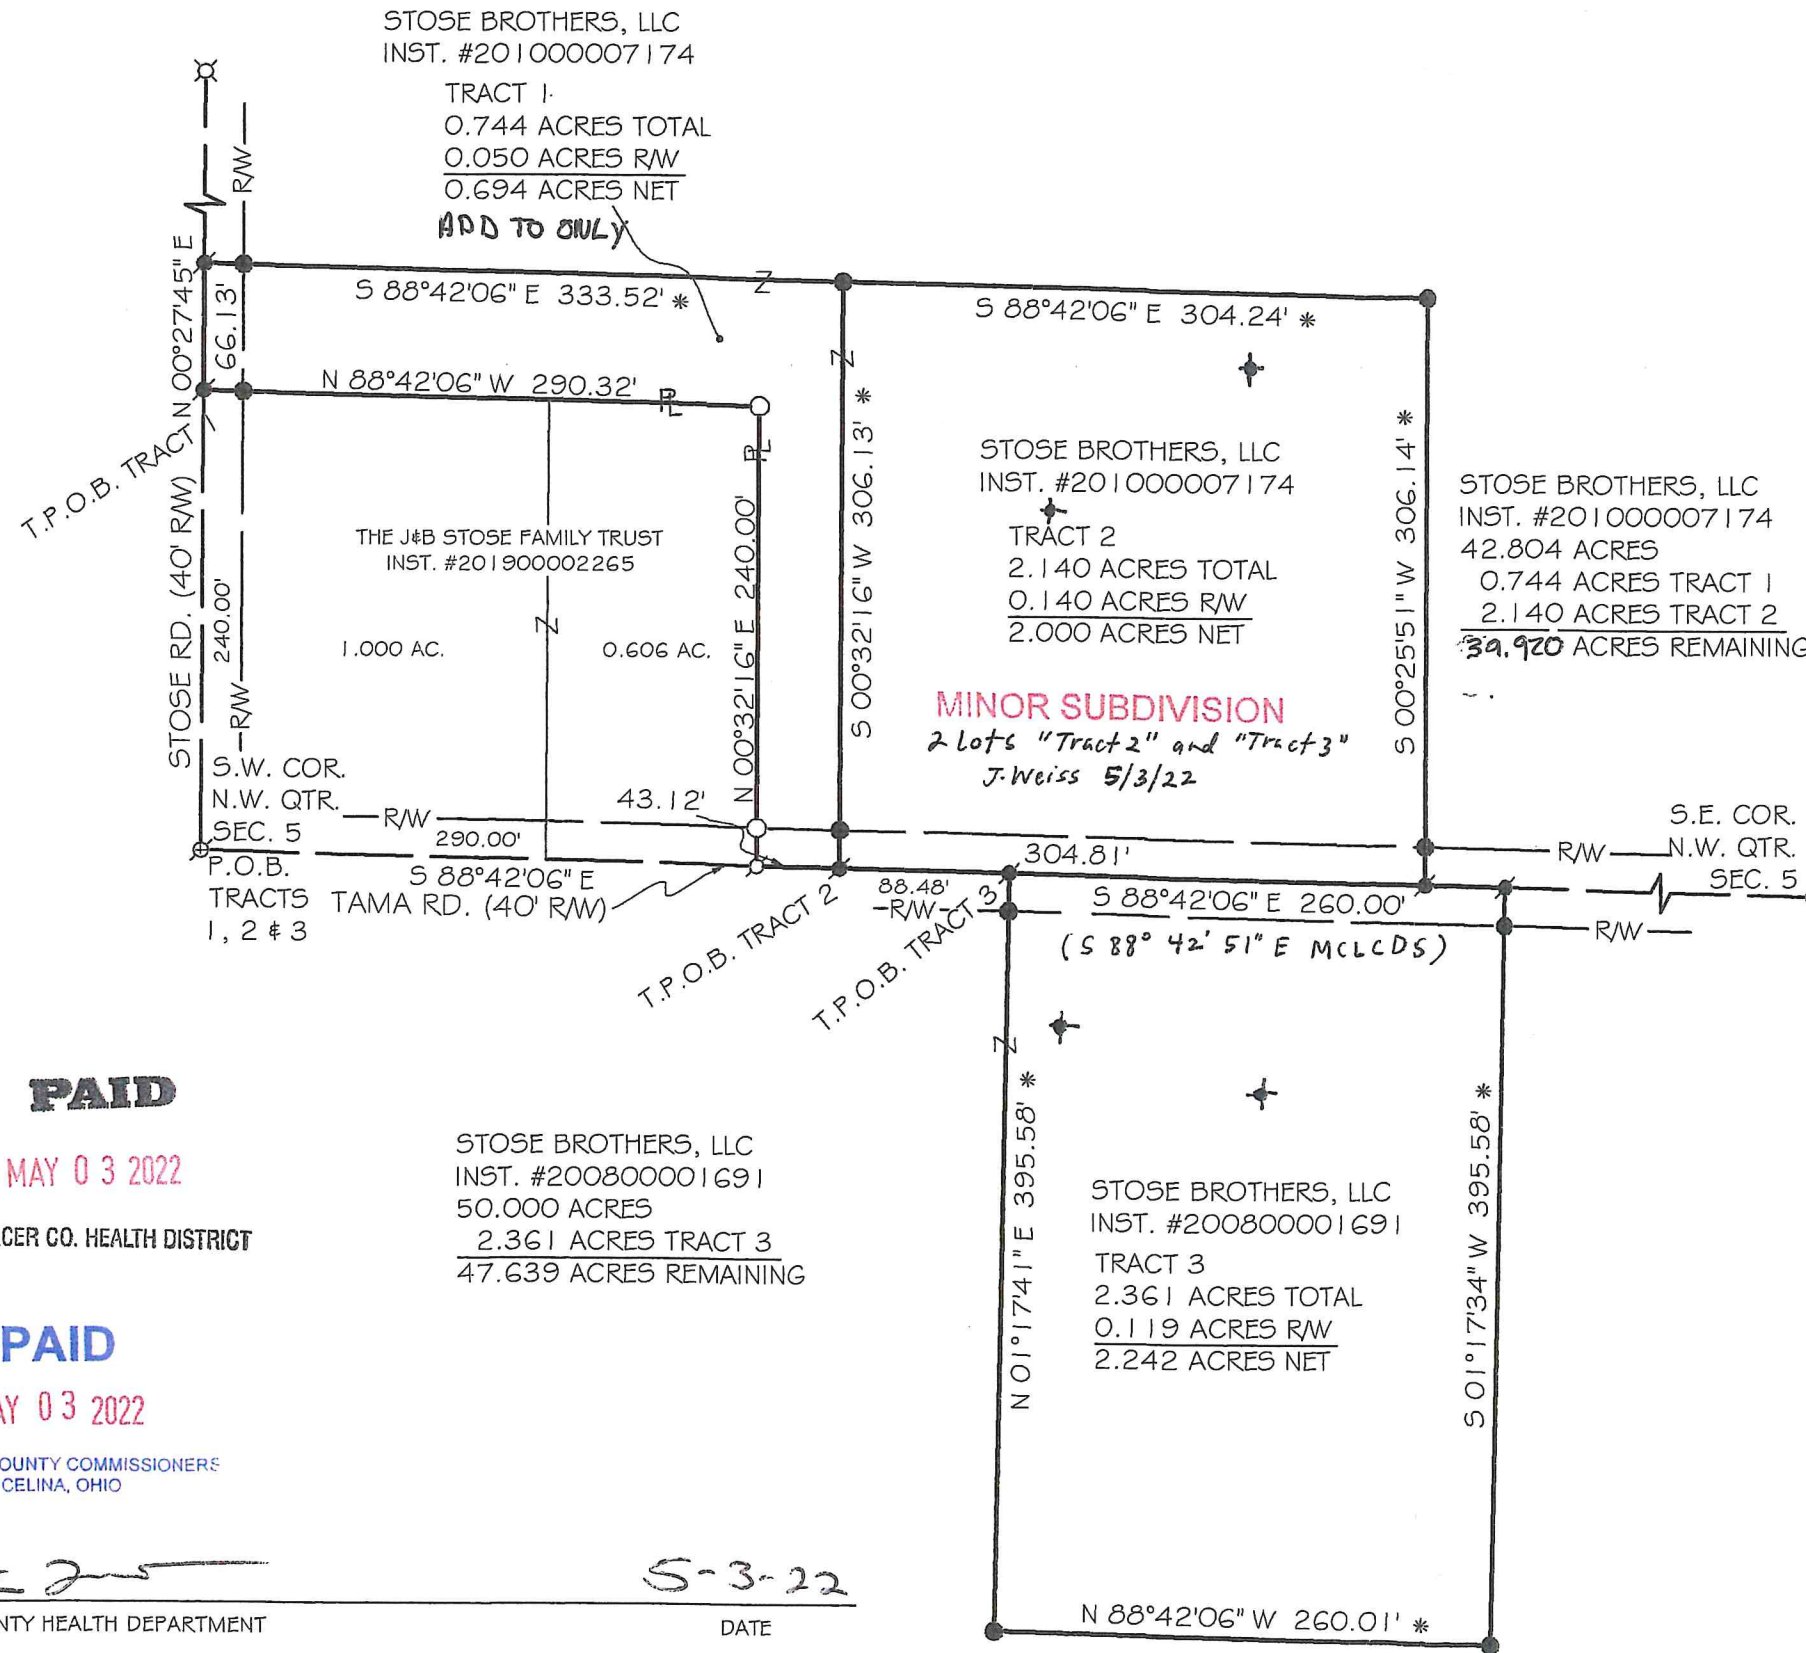 STOSE BROTHERS, LLC
INST. #201000007174
TRACT 1
0.744 ACRES TOTAL
0.050 ACRES R/W
0.694 ACRES NET
ADD TO ONLY
R/W
N 00°27'45" E
66.13'
S 88°42'06" E 333.52' *
S 88°42'06" E 304.24' *
N 88°42'06" W 290.32'
PL
PL
T.P.O.B. TRACT 1
STOSE RD. (40' R/W)
240.00'
R/W
THE J&B STOSE FAMILY TRUST
INST. #201900002265
1.000 AC.
0.606 AC.
N 00°32'16" E 240.00'
S 00°32'16" W 306.13' *
STOSE BROTHERS, LLC
INST. #201000007174
TRACT 2
2.140 ACRES TOTAL
0.140 ACRES R/W
2.000 ACRES NET
MINOR SUBDIVISION
2 Lots "Tract 2" and "Tract 3"
J. Weiss 5/3/22
S 00°25'51" W 306.14' *
STOSE BROTHERS, LLC
INST. #201000007174
42.804 ACRES
0.744 ACRES TRACT 1
2.140 ACRES TRACT 2
39.920 ACRES REMAINING
S.W. COR.
N.W. QTR.
SEC. 5
P.O.B.
TRACTS
1, 2 & 3
R/W
43.12'
290.00'
S 88°42'06" E
TAMA RD. (40' R/W)
304.81'
88.48'
R/W
S 88°42'06" E 260.00'
(S 88° 42' 51" E MCLCDS)
R/W
R/W
S.E. COR.
N.W. QTR.
SEC. 5
T.P.O.B. TRACT 2
T.P.O.B. TRACT 3
PAID
MAY 03 2022
CER CO. HEALTH DISTRICT
PAID
AY 03 2022
OUNTY COMMISSIONERS
CELINA, OHIO
STOSE BROTHERS, LLC
INST. #200800001691
50.000 ACRES
2.361 ACRES TRACT 3
47.639 ACRES REMAINING
N 01°17'41" E 395.58' *
STOSE BROTHERS, LLC
INST. #200800001691
TRACT 3
2.361 ACRES TOTAL
0.119 ACRES R/W
2.242 ACRES NET
S 01°17'34" W 395.58' *
N 88°42'06" W 260.01' *
5-3-22
NTY HEALTH DEPARTMENT
DATE